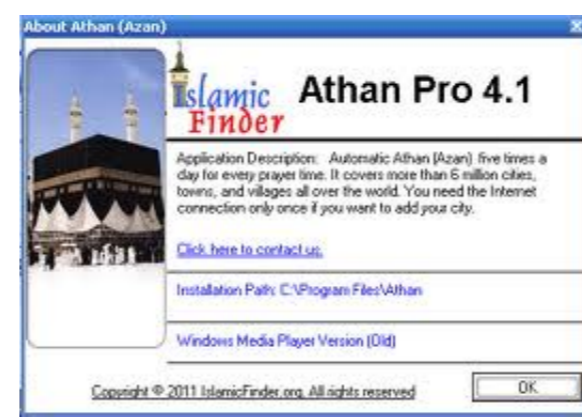 About Athan (Azan)
Islamic
Finder
Athan Pro 4.1
Application Description: Automatic Athan (Azan) five times a
day for every prayer time. It covers more than 6 million cities,
towns, and villages all over the world. You need the Internet
connection only once if you want to add your city.
Click here to contact us.
Installation Path: C:\Program Files\Athan
Windows Media Player Version (Old)
Copyright © 2011 IslamicFinder.org. All rights reserved
OK